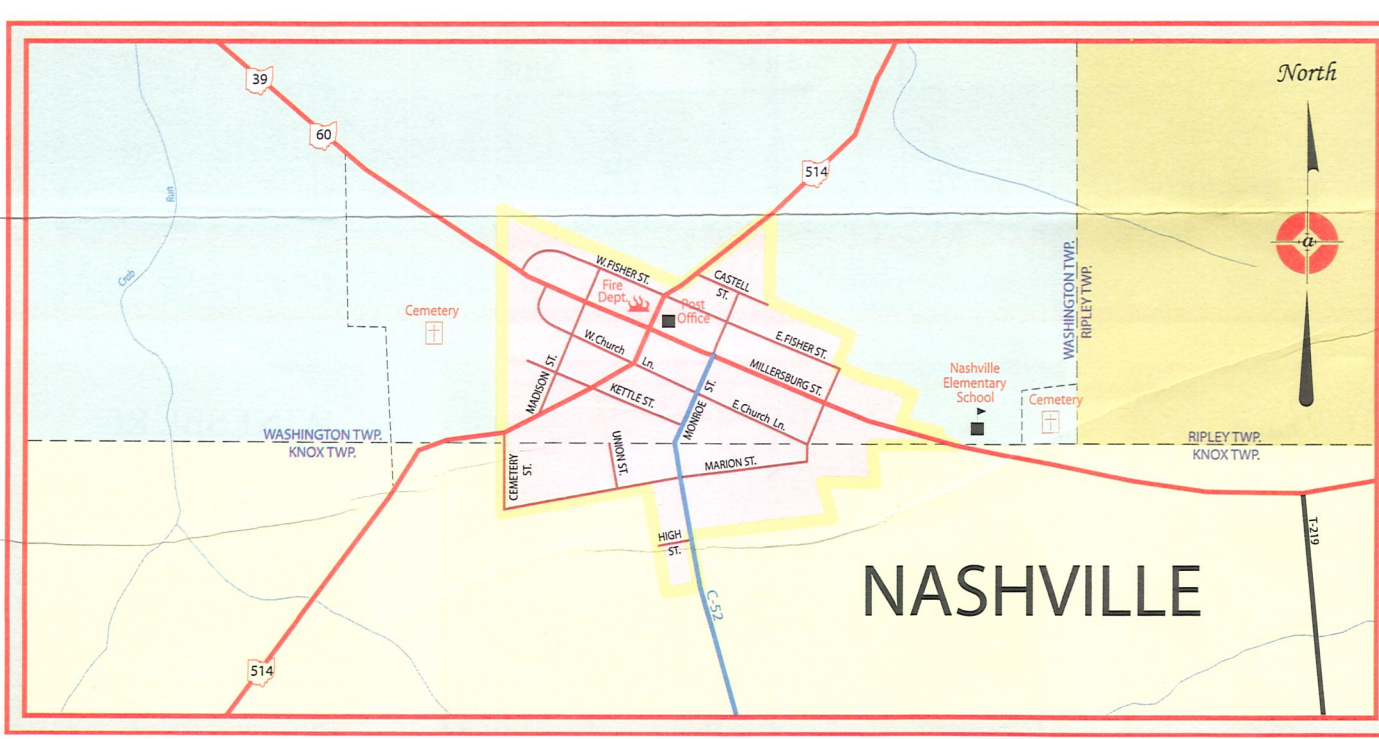 North
39
60
514
Run
Crab
W. FISHER ST.
CASTELL
ST.
Fire
Dept.
Post
Office
Cemetery
WASHINGTON TWP.
RIPLEY TWP.
E. FISHER ST.
W. Church Ln.
MILLERSBURG ST.
MADISON ST.
KETTLE ST.
MONROE ST.
E. Church Ln.
Nashville
Elementary
School
Cemetery
WASHINGTON TWP.
KNOX TWP.
RIPLEY TWP.
KNOX TWP.
CEMETERY
ST.
UNION ST.
MARION ST.
HIGH
ST.
T-219
C-52
NASHVILLE
514
a